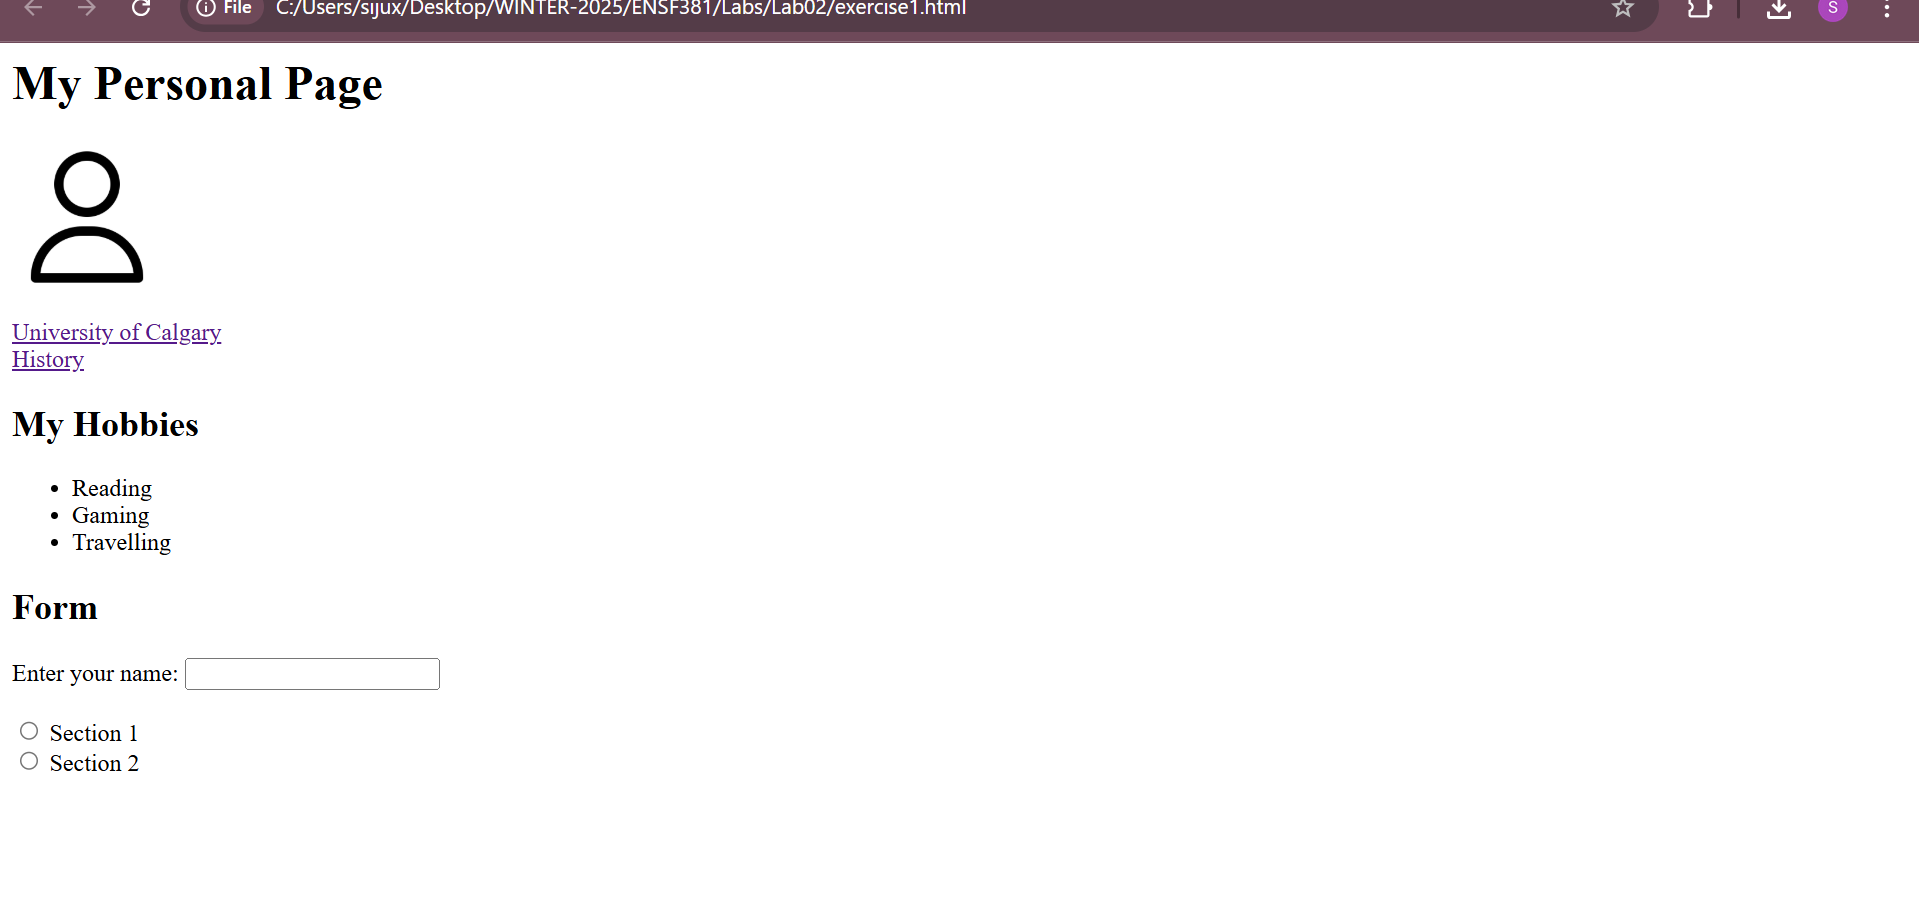 File C:/Users/sijux/Desktop/WINTER-2025/ENSF381/Labs/Lab02/exercise1.html S
My Personal Page
University of Calgary
History
My Hobbies
• Reading
• Gaming
• Travelling
Form
Enter your name:
Section 1
Section 2